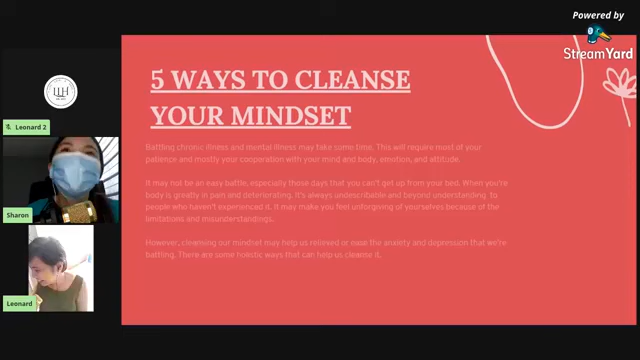 Powered by
StreamYard
5 WAYS TO CLEANSE
YOUR MINDSET
Battling chronic illness and mental illness may take some time. This will require most of your
patience and mostly your cooperation with your mind and body, emotion, and attitude.
It may not be an easy battle, especially those days that you can't get up from your bed. When you're
body is greatly in pain and deteriorating. It's always undescribable and beyond understanding to
people who haven't experienced it. It may make you feel unforgiving of yourselves because of the
limitations and misunderstandings.
However, cleansing our mindset may help us relieved or ease the anxiety and depression that we're
battling. There are some holistic ways that can help us cleanse it.
Leonard 2
Sharon
Leonard